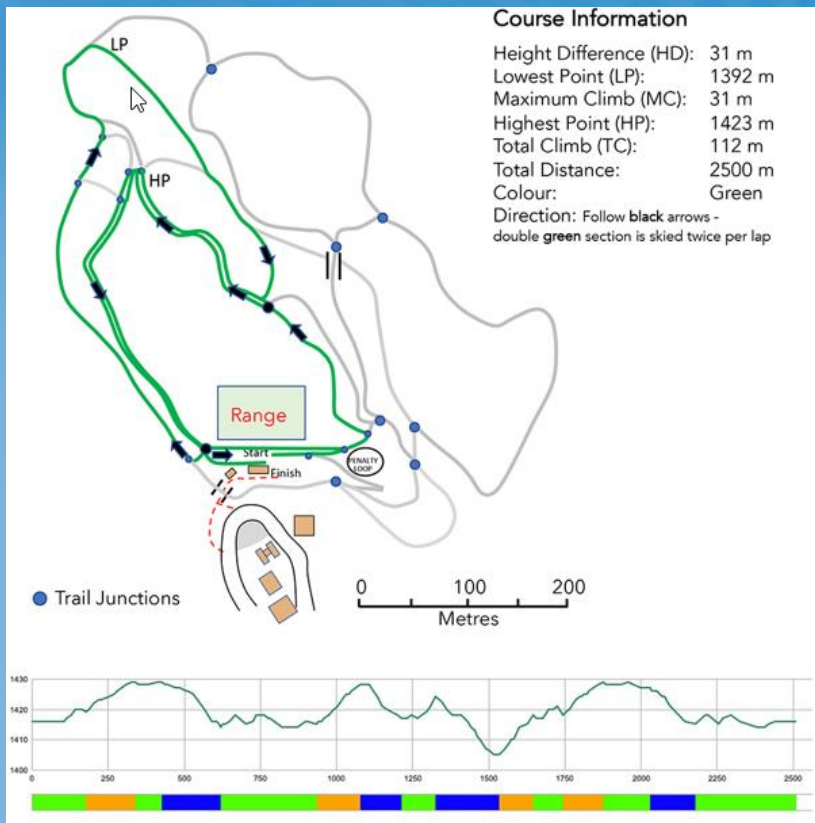 LP
HP
Range
Start
Finish
PENALTY
LOOP
Course Information
Height Difference (HD): 31 m
Lowest Point (LP): 1392 m
Maximum Climb (MC): 31 m
Highest Point (HP): 1423 m
Total Climb (TC): 112 m
Total Distance: 2500 m
Colour: Green
Direction: Follow black arrows -
double green section is skied twice per lap
Trail Junctions
0 100 200
Metres
1430
1420
1410
1400
0 250 500 750 1000 1250 1500 1750 2000 2250 2500